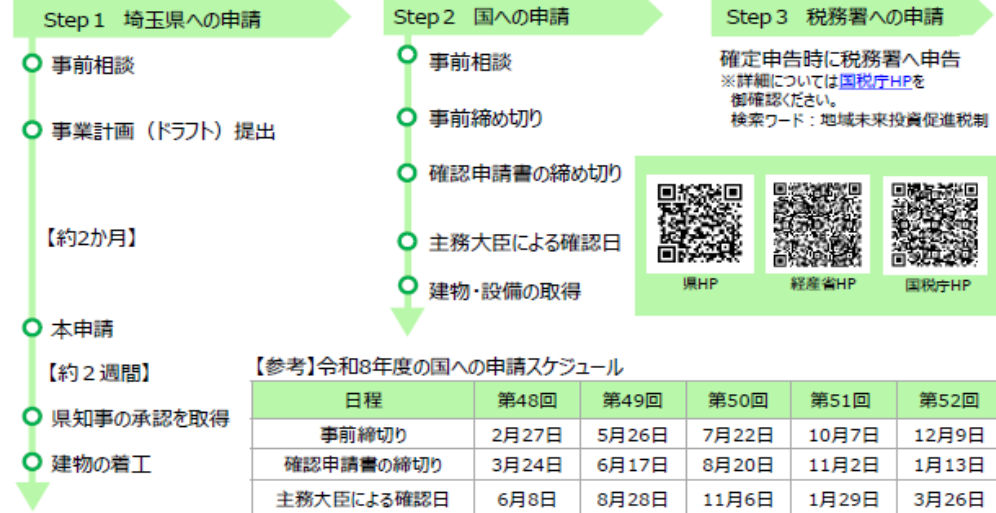 Step1 埼玉県への申請
事前相談
事業計画（ドラフト）提出
【約2か月】
本申請
【約２週間】
県知事の承認を取得
建物の着工
Step２ 国への申請
事前相談
事前締め切り
確認申請書の締め切り
主務大臣による確認日
建物・設備の取得
Step３ 税務署への申請
確定申告時に税務署へ申告
※詳細については国税庁HPを
御確認ください。
検索ワード：地域未来投資促進税制
県HP 経産省HP 国税庁HP
【参考】令和8年度の国への申請スケジュール
日程 第48回 第49回 第50回 第51回 第52回
事前締切り 2月27日 5月26日 7月22日 10月7日 12月9日
確認申請書の締切り 3月24日 6月17日 8月20日 11月2日 1月13日
主務大臣による確認日 6月8日 8月28日 11月6日 1月29日 3月26日